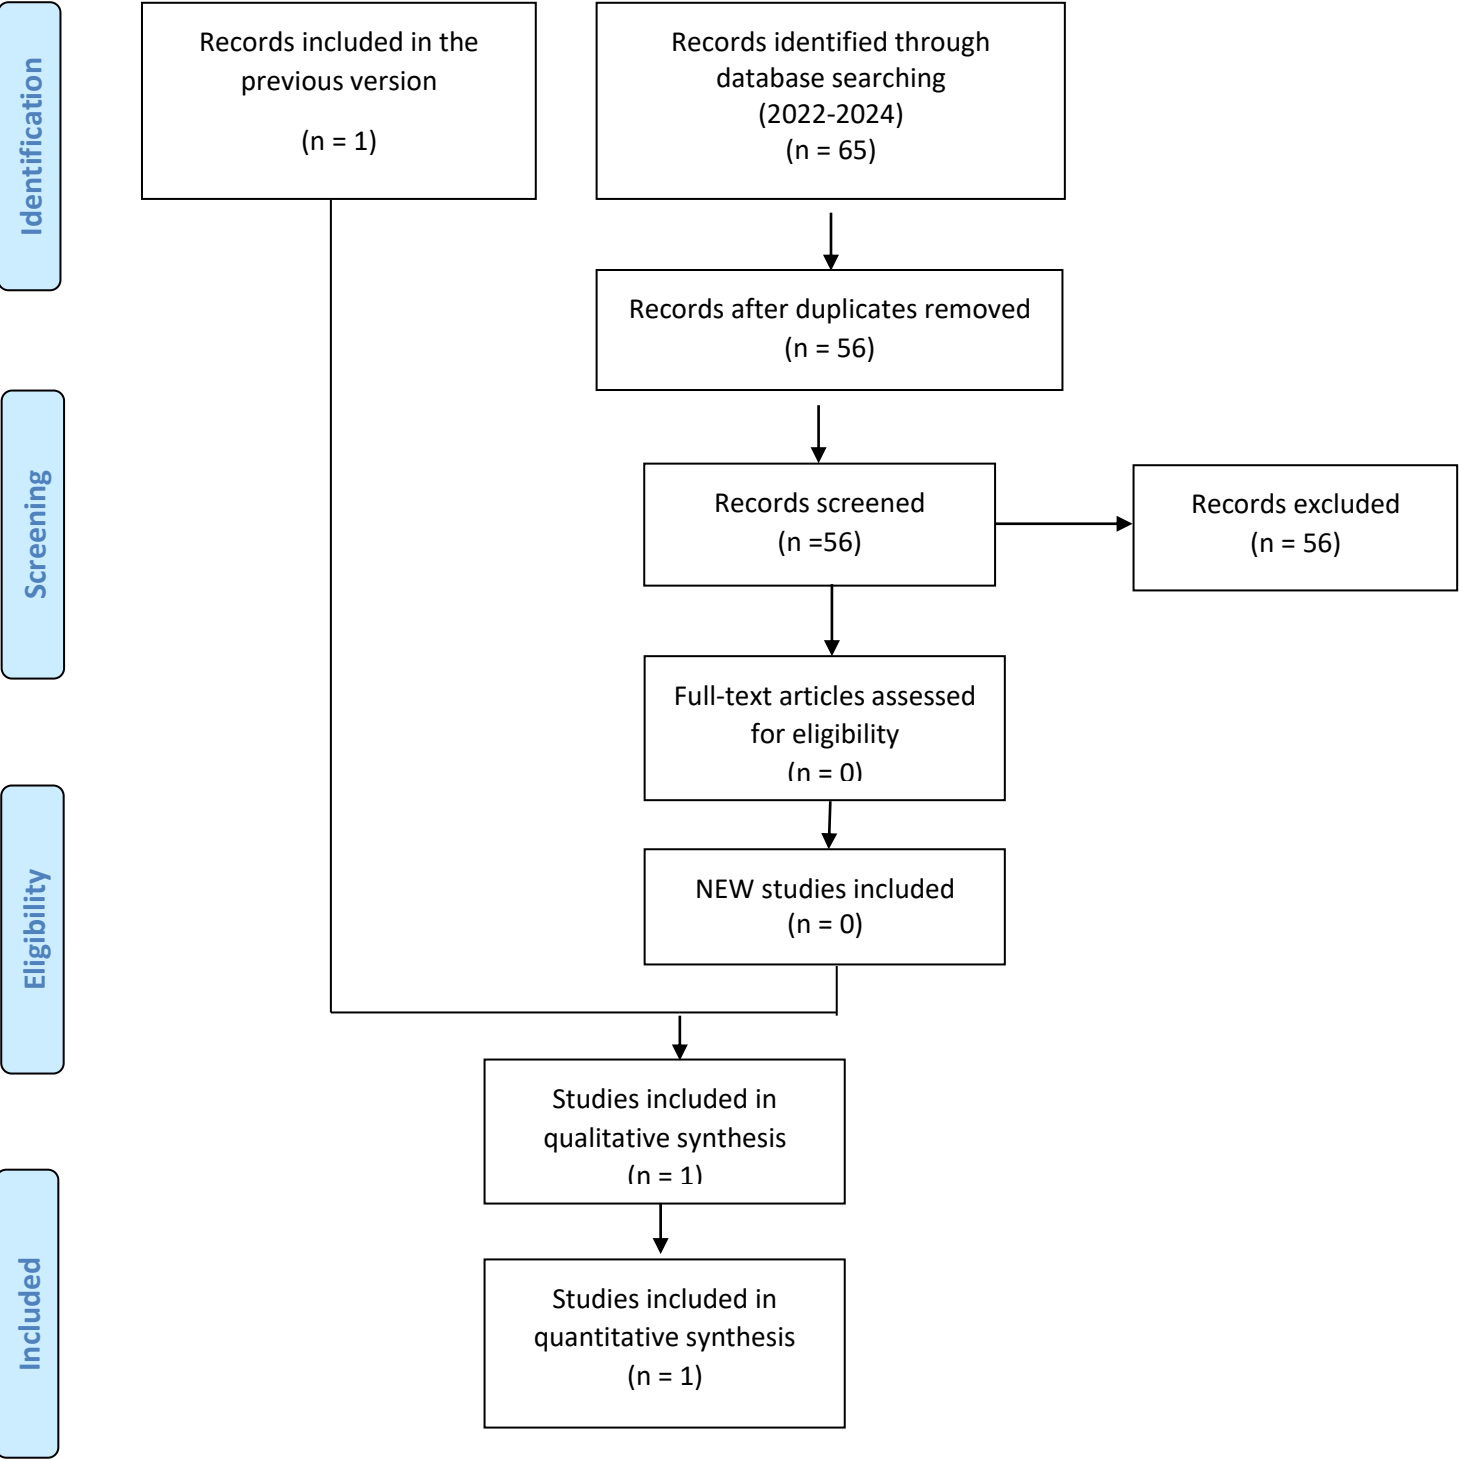 Identification
Records included in the
previous version
(n = 1)
Records identified through
database searching
(2022-2024)
(n = 65)
Records after duplicates removed
(n = 56)
Screening
Records screened
(n =56)
Records excluded
(n = 56)
Full-text articles assessed
for eligibility
(n = 0)
Eligibility
NEW studies included
(n = 0)
Studies included in
qualitative synthesis
(n = 1)
Included
Studies included in
quantitative synthesis
(n = 1)